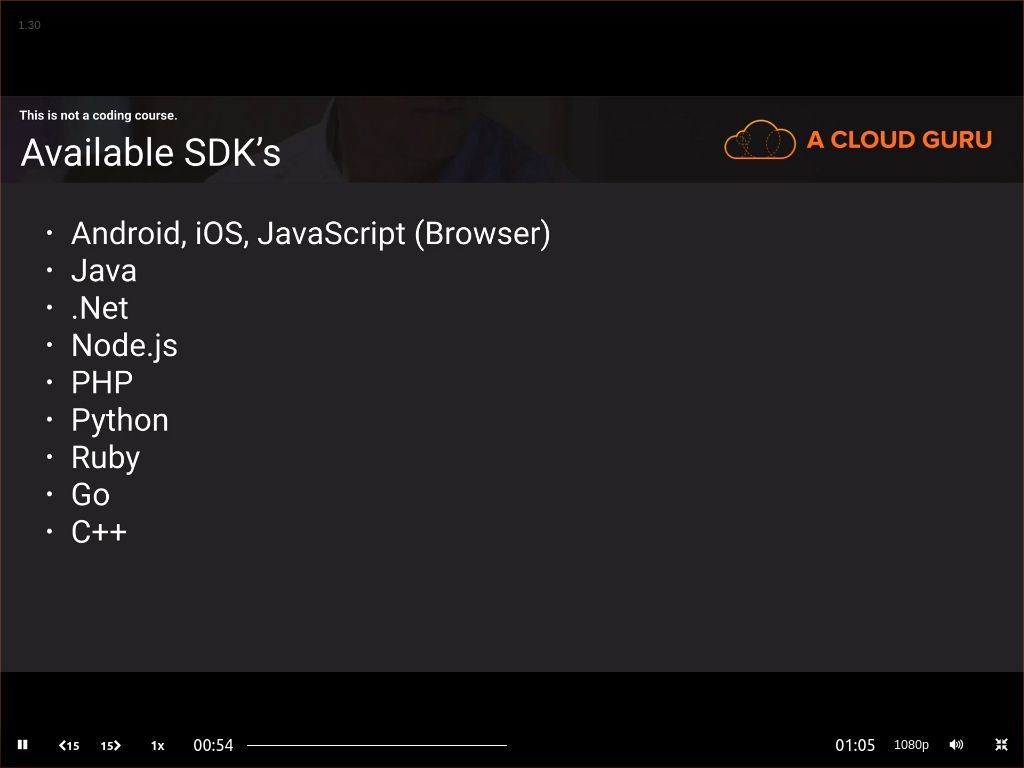 1.30
This is not a coding course.
Available SDK’s
A CLOUD GURU
• Android, iOS, JavaScript (Browser)
• Java
• .Net
• Node.js
• PHP
• Python
• Ruby
• Go
• C++
15 15 1x 00:54 01:05 1080p